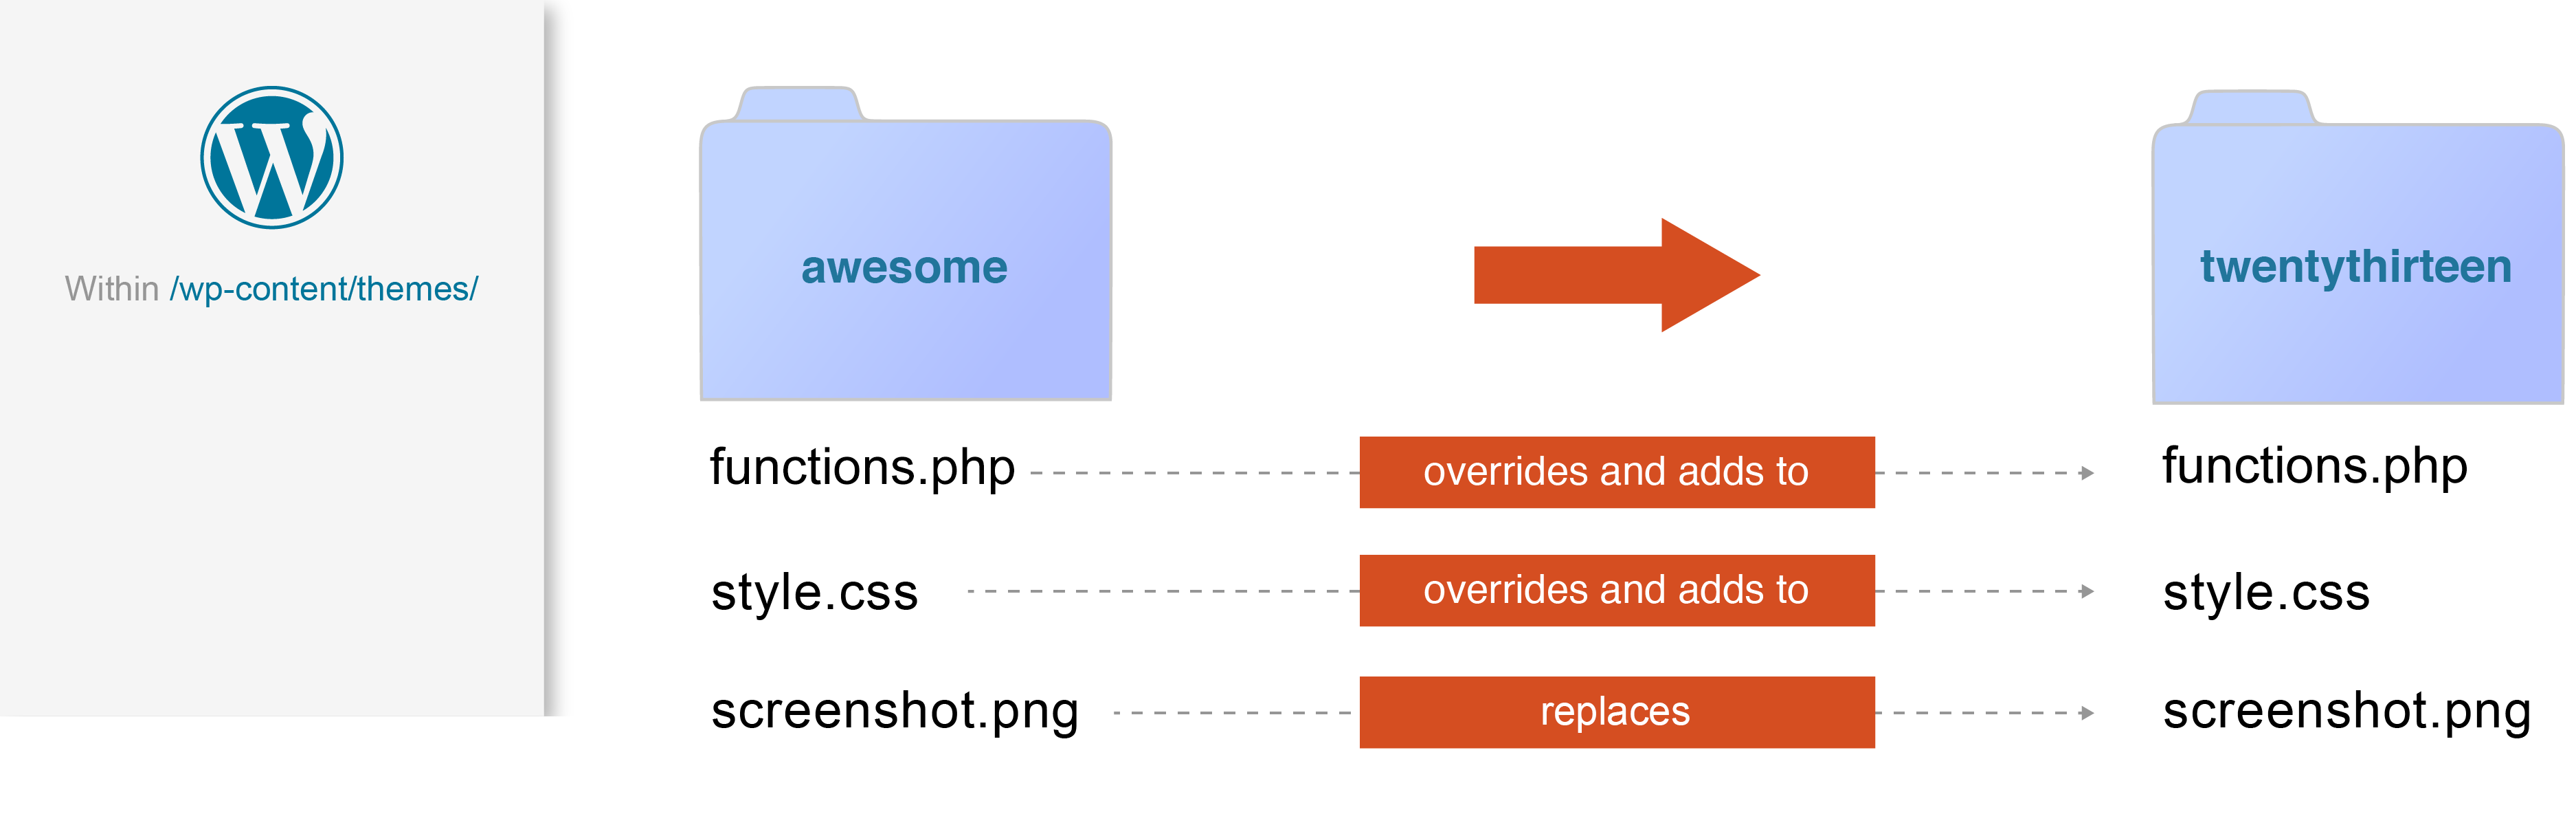 Within /wp-content/themes/
awesome
twentythirteen
functions.php overrides and adds to functions.php
style.css overrides and adds to style.css
screenshot.png replaces screenshot.png